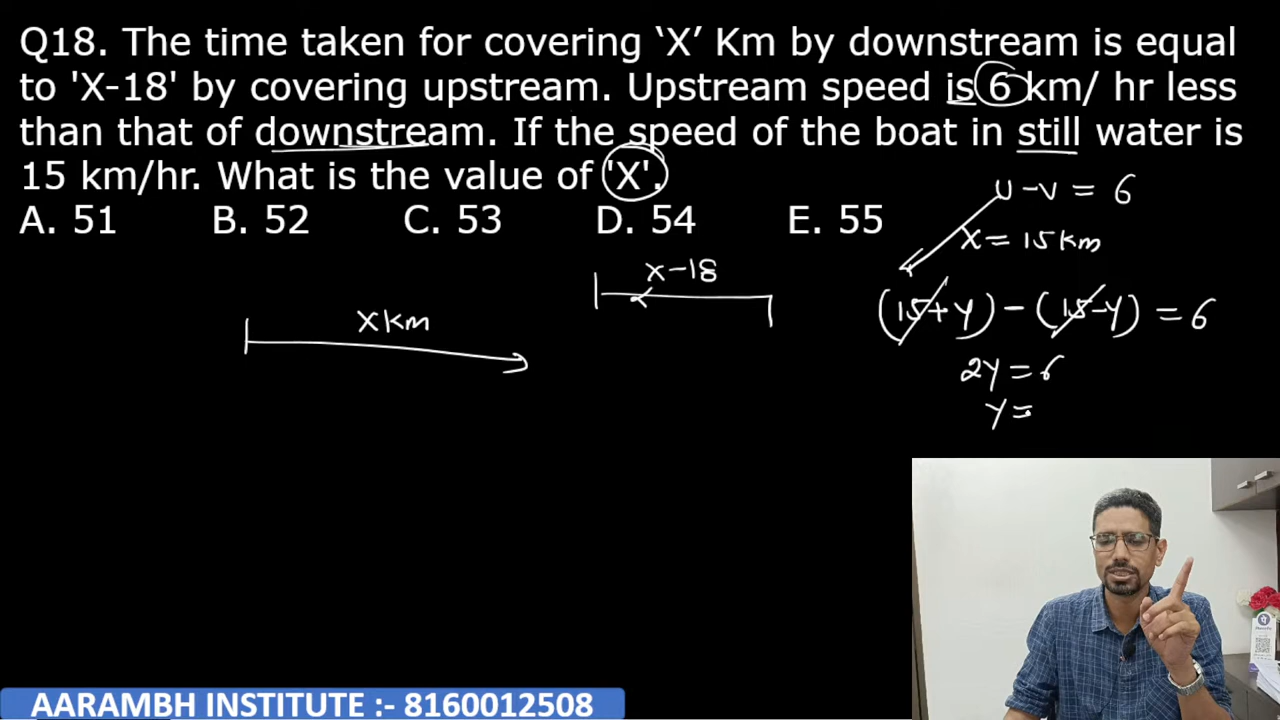 Q18. The time taken for covering ‘X’ Km by downstream is equal
to 'X-18' by covering upstream. Upstream speed is 6 km/ hr less
than that of downstream. If the speed of the boat in still water is
15 km/hr. What is the value of 'X'.
A. 51 B. 52 C. 53 D. 54 E. 55
U - V = 6
X = 15 km
X-18
X km
(15+Y) - (15-Y) = 6
2Y = 6
Y =
AARAMBH INSTITUTE :- 8160012508